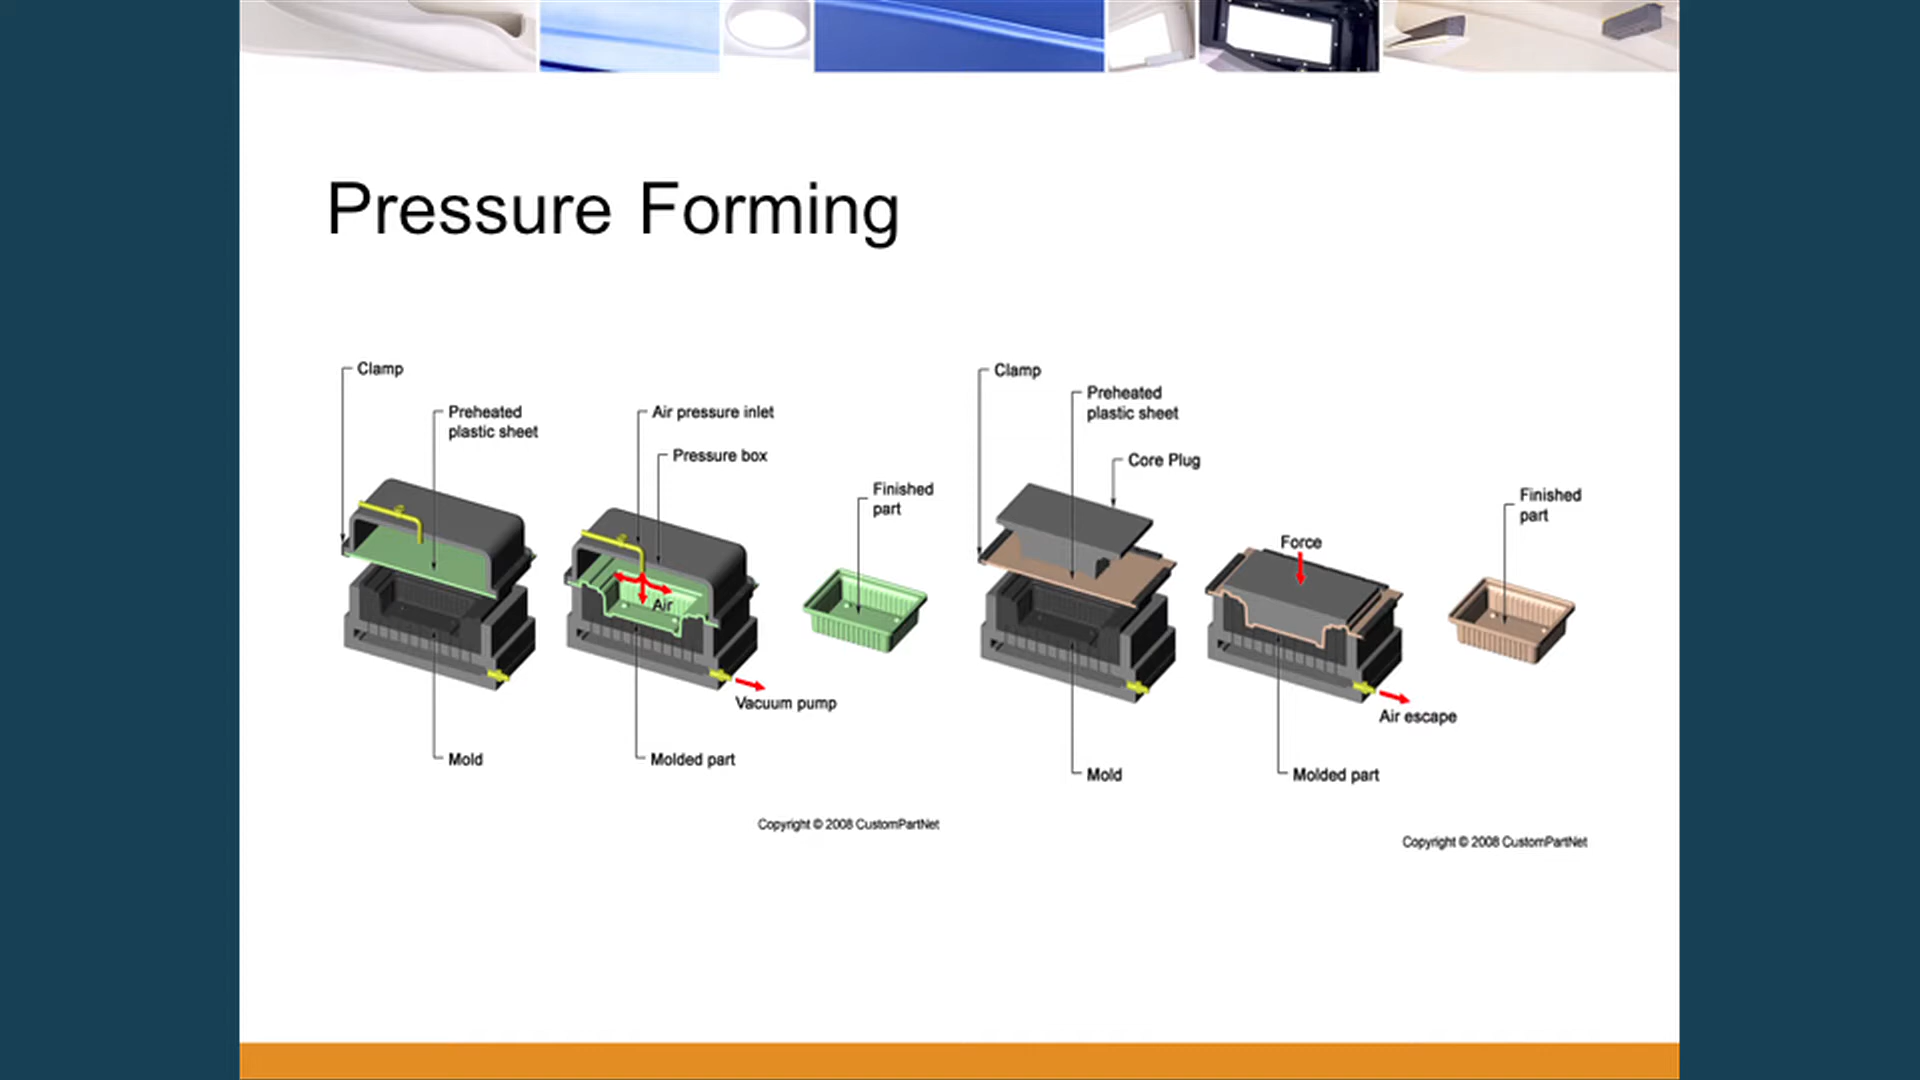 Pressure Forming
Clamp
Preheated
plastic sheet
Air pressure inlet
Pressure box
Finished
part
Air
Vacuum pump
Mold
Molded part
Copyright © 2008 CustomPartNet
Clamp
Preheated
plastic sheet
Core Plug
Force
Finished
part
Air escape
Mold
Molded part
Copyright © 2008 CustomPartNet